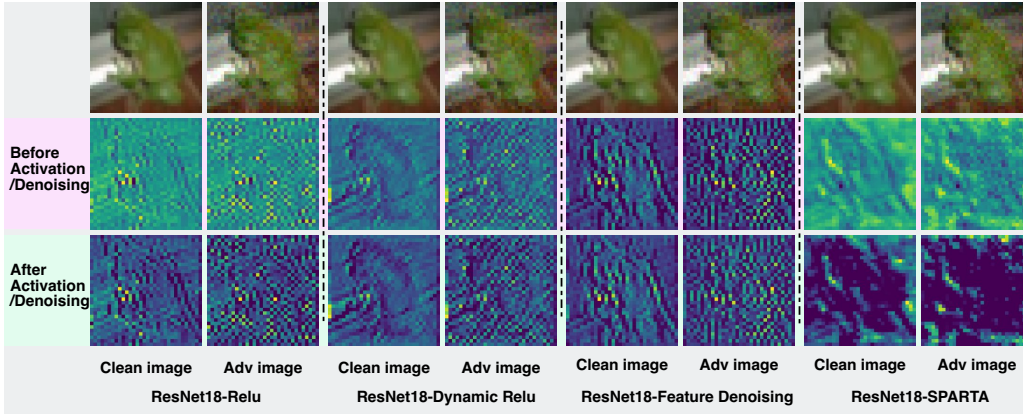 Before
Activation
/Denoising
After
Activation
/Denoising
Clean image Adv image Clean image Adv image Clean image Adv image Clean image Adv image
ResNet18-Relu ResNet18-Dynamic Relu ResNet18-Feature Denoising ResNet18-SPARTA